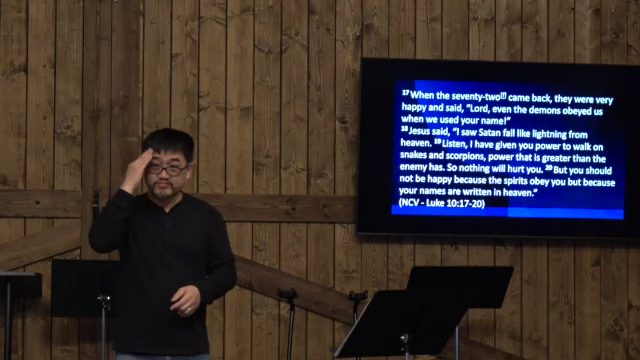 17 When the seventy-two[f] came back, they were very
happy and said, “Lord, even the demons obeyed us
when we used your name!”
18 Jesus said, “I saw Satan fall like lightning from
heaven. 19 Listen, I have given you power to walk on
snakes and scorpions, power that is greater than the
enemy has. So nothing will hurt you. 20 But you should
not be happy because the spirits obey you but because
your names are written in heaven.”
(NCV - Luke 10:17-20)